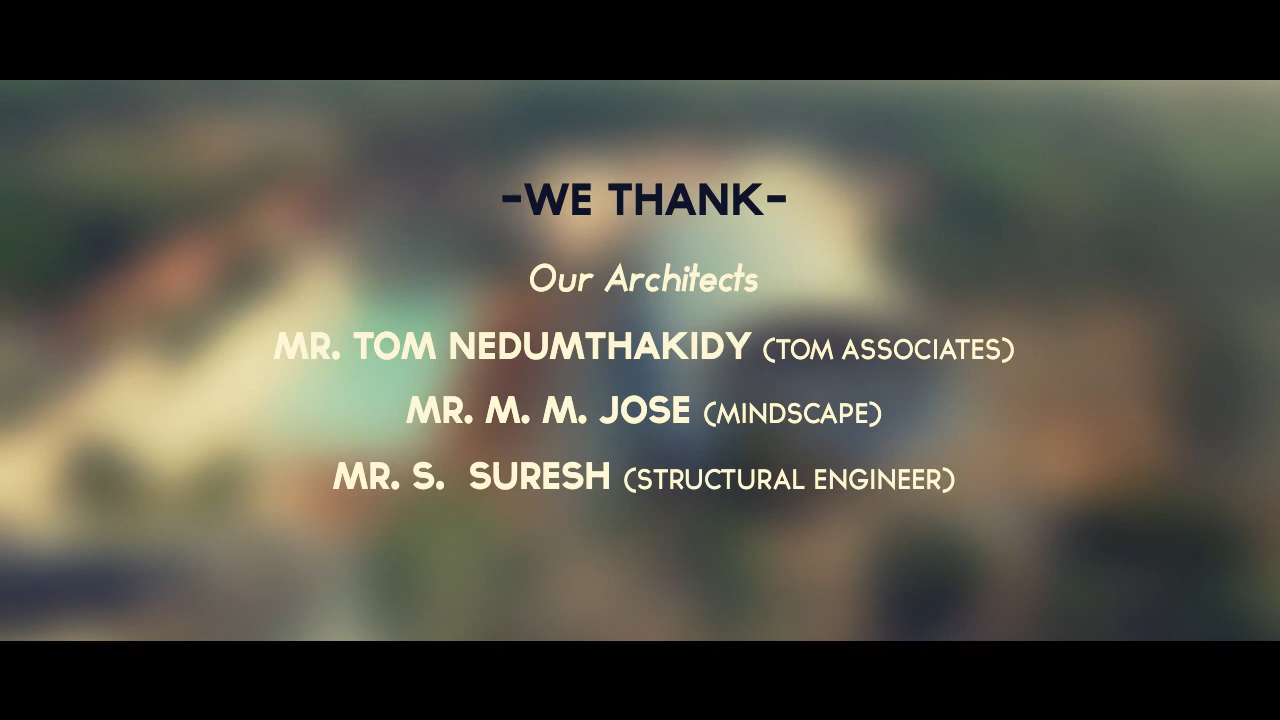 -WE THANK-
Our Architects
MR. TOM NEDUMTHAKIDY (TOM ASSOCIATES)
MR. M. M. JOSE (MINDSCAPE)
MR. S. SURESH (STRUCTURAL ENGINEER)